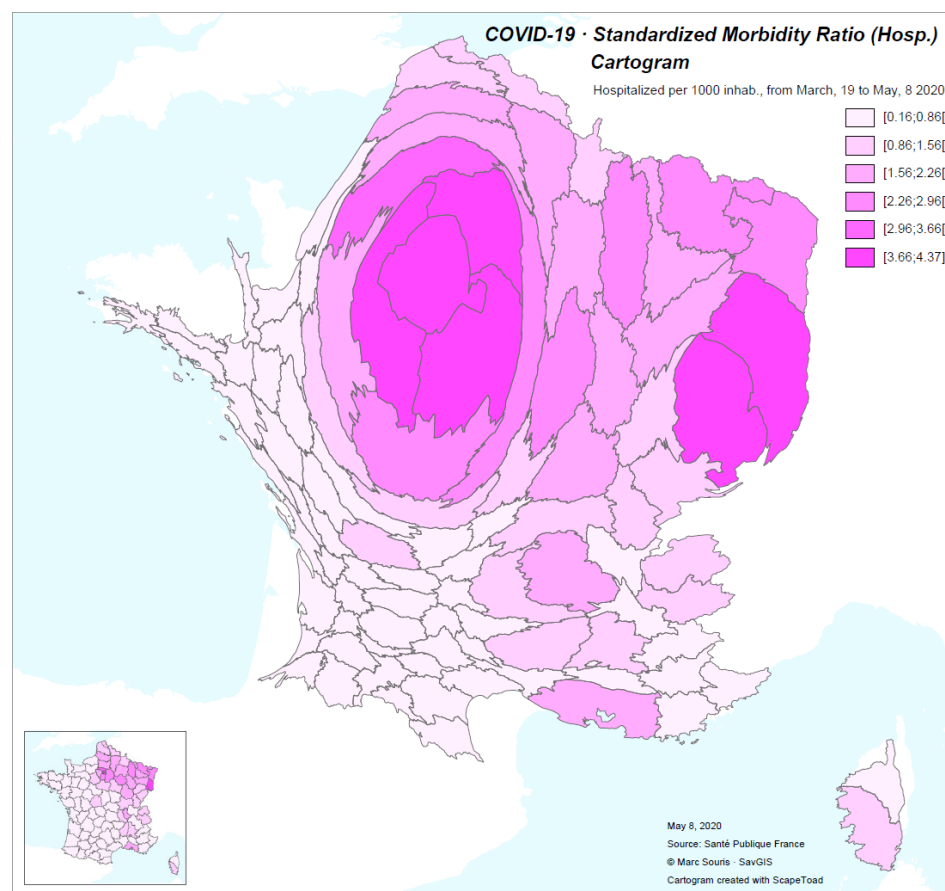 COVID-19 · Standardized Morbidity Ratio (Hosp.)
Cartogram
Hospitalized per 1000 inhab., from March, 19 to May, 8 2020
[0.16;0.86[
[0.86;1.56[
[1.56;2.26[
[2.26;2.96[
[2.96;3.66[
[3.66;4.37]
May 8, 2020
Source: Santé Publique France
© Marc Souris · SavGIS
Cartogram created with ScapeToad